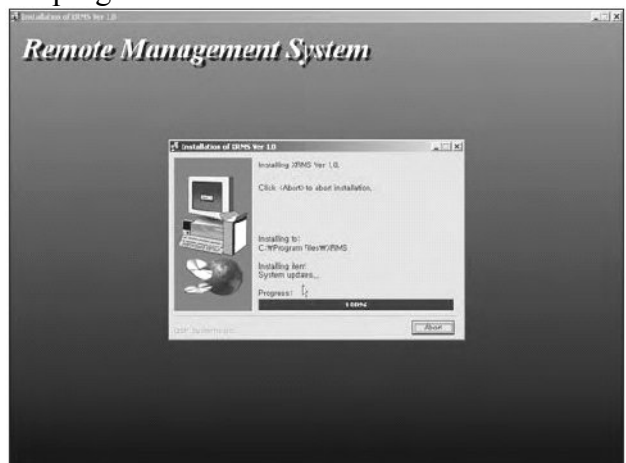 Installation of IRMS Ver 1.0
Remote Management System
Installation of IRMS Ver 1.0
Installing IRMS Ver 1.0.
Click <Abort> to abort installation.
Installing to:
C:₩Program Files₩IRMS
Installing item:
System updates...
Progress:
100%
Abort